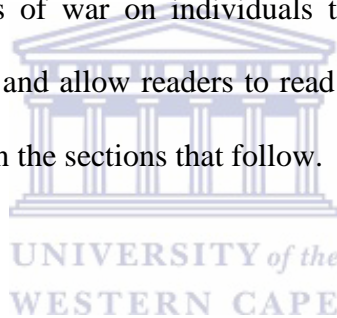 s of war on individuals t
and allow readers to read
n the sections that follow.
UNIVERSITY of the
WESTERN CAPE